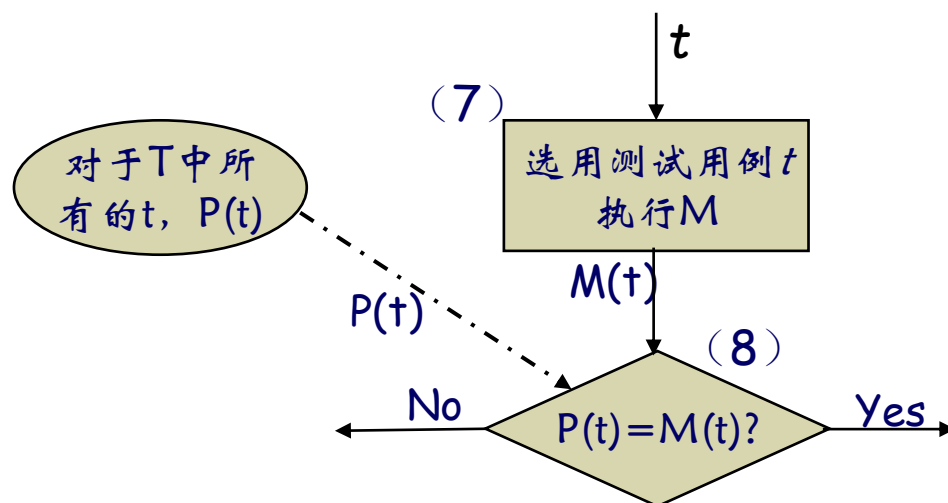 t
（7）
选用测试用例t
执行M
对于T中所
有的t，P(t)
M(t)
P(t)
（8）
No
P(t)=M(t)?
Yes